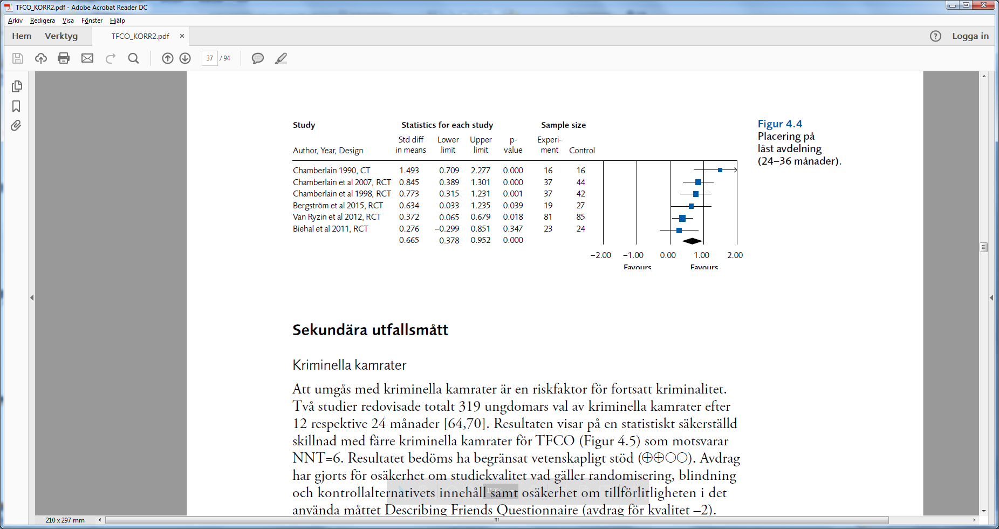 TFCO_KORR2.pdf - Adobe Acrobat Reader DC
Arkiv Redigera Visa Fönster Hjälp
Hem Verktyg TFCO_KORR2.pdf × ? Logga in
37 / 94
Study Statistics for each study Sample size
Std diff Lower Upper p- Experi-
Author, Year, Design in means limit limit value ment Control
Chamberlain 1990, CT 1.493 0.709 2.277 0.000 16 16
Chamberlain et al 2007, RCT 0.845 0.389 1.301 0.000 37 44
Chamberlain et al 1998, RCT 0.773 0.315 1.231 0.001 37 42
Bergström et al 2015, RCT 0.634 0.033 1.235 0.039 19 27
Van Ryzin et al 2012, RCT 0.372 0.065 0.679 0.018 81 85
Biehal et al 2011, RCT 0.276 −0.299 0.851 0.347 23 24
0.665 0.378 0.952 0.000
−2.00 −1.00 0.00 1.00 2.00
Favours Favours
Figur 4.4
Placering på
låst avdelning
(24–36 månader).
Sekundära utfallsmått
Kriminella kamrater
Att umgås med kriminella kamrater är en riskfaktor för fortsatt kriminalitet.
Två studier redovisade totalt 319 ungdomars val av kriminella kamrater efter
12 respektive 24 månader [64,70]. Resultaten visar på en statistiskt säkerställd
skillnad med färre kriminella kamrater för TFCO (Figur 4.5) som motsvarar
NNT=6. Resultatet bedöms ha begränsat vetenskapligt stöd (⊕⊕○○). Avdrag
har gjorts för osäkerhet om studiekvalitet vad gäller randomisering, blindning
och kontrollalternativets innehåll samt osäkerhet om tillförlitligheten i det
använda måttet Describing Friends Questionnaire (avdrag för kvalitet –2).
150%
210 x 297 mm